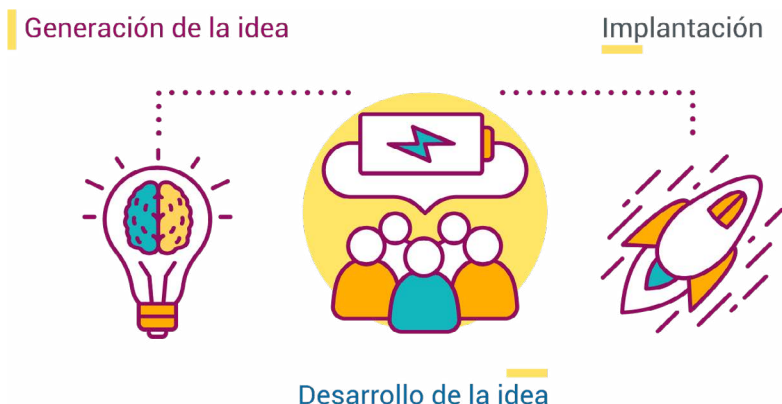 Generación de la idea
Implantación
Desarrollo de la idea